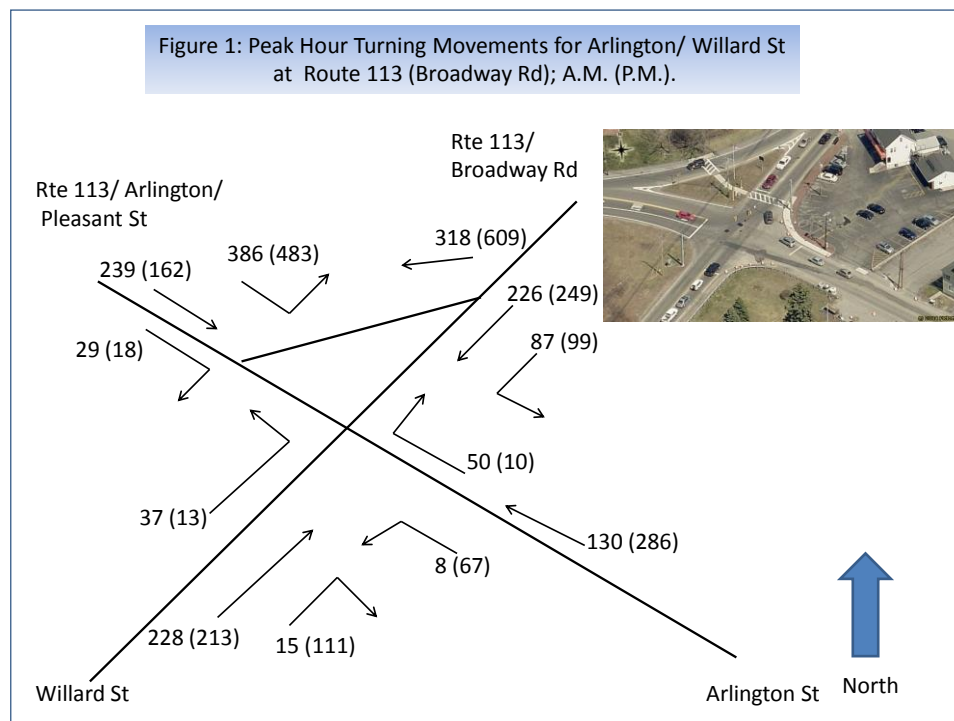 Figure 1: Peak Hour Turning Movements for Arlington/ Willard St
at Route 113 (Broadway Rd); A.M. (P.M.).
Rte 113/
Broadway Rd
Rte 113/ Arlington/
Pleasant St
386 (483)
318 (609)
239 (162)
226 (249)
29 (18)
87 (99)
50 (10)
37 (13)
130 (286)
8 (67)
228 (213)
15 (111)
Willard St
Arlington St
North